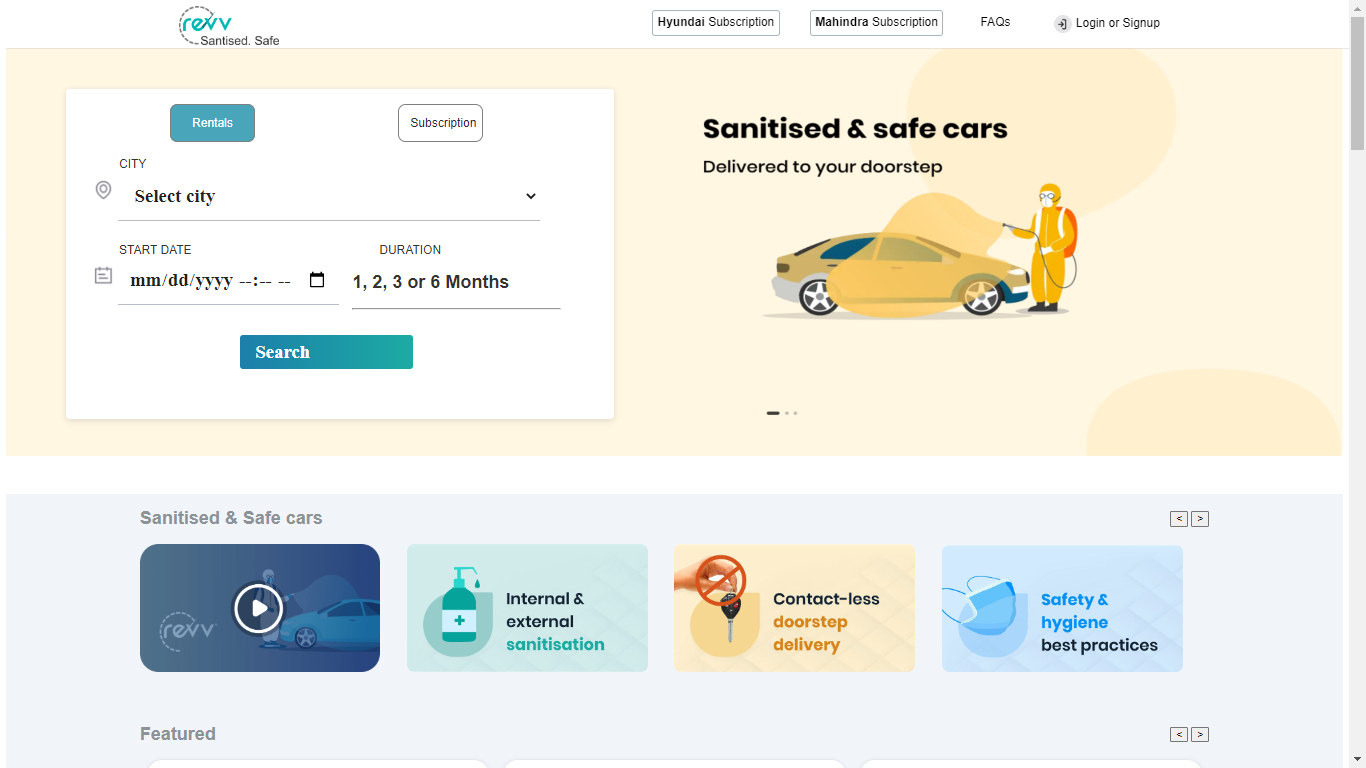 revv
Santised. Safe
Hyundai Subscription
Mahindra Subscription
FAQs
Login or Signup
Rentals
Subscription
CITY
Select city
START DATE
DURATION
mm/dd/yyyy --:-- --
1, 2, 3 or 6 Months
Search
Sanitised & safe cars
Delivered to your doorstep
Sanitised & Safe cars
< >
revv
Internal &
external
sanitisation
Contact-less
doorstep
delivery
Safety &
hygiene
best practices
Featured
< >